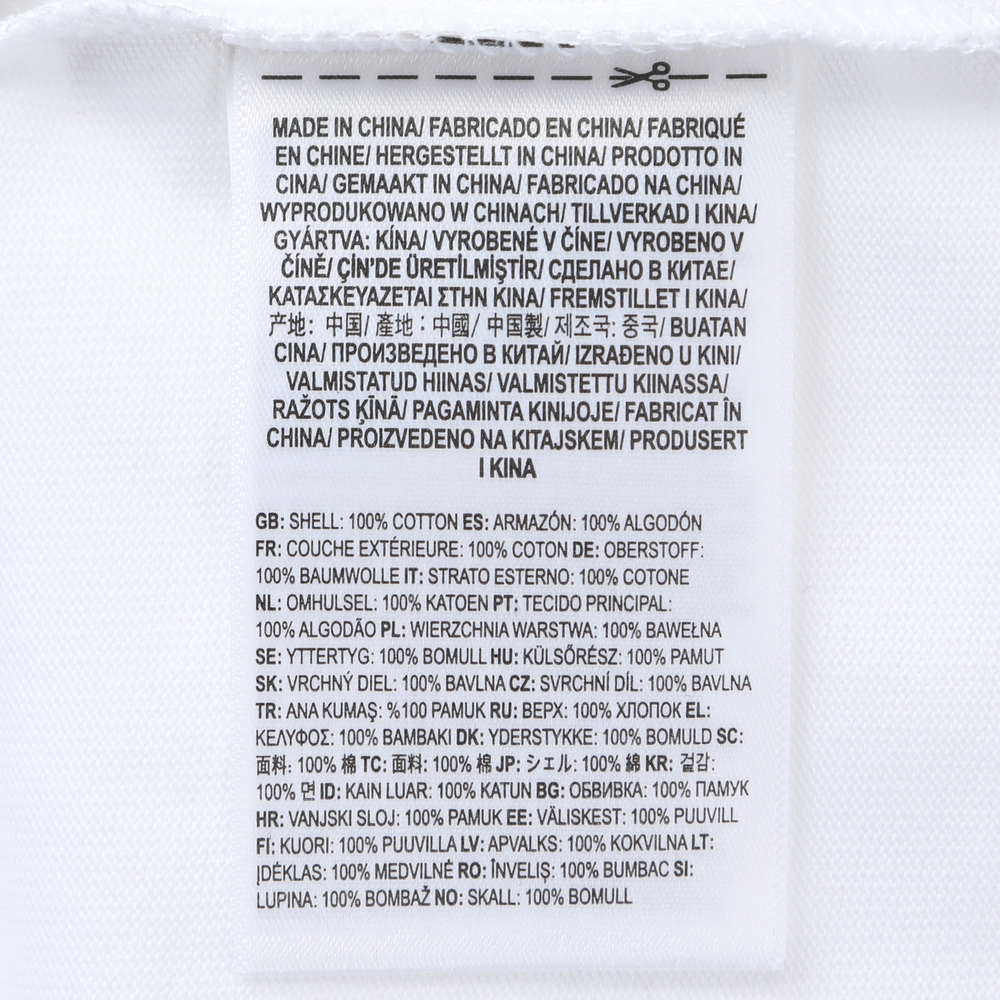 MADE IN CHINA/ FABRICADO EN CHINA/ FABRIQUÉ
EN CHINE/ HERGESTELLT IN CHINA/ PRODOTTO IN
CINA/ GEMAAKT IN CHINA/ FABRICADO NA CHINA/
WYPRODUKOWANO W CHINACH/ TILLVERKAD I KINA/
GYÁRTVA: KÍNA/ VYROBENÉ V ČÍNE/ VYROBENO V
ČÍNĚ/ ÇİN'DE ÜRETİLMİŞTİR/ СДЕЛАНО В КИТАЕ/
ΚΑΤΑΣΚΕΥΑΖΕΤΑΙ ΣΤΗΝ ΚΙΝΑ/ FREMSTILLET I KINA/
产地: 中国/ 產地：中國/ 中国製/ 제조국: 중국/ BUATAN
CINA/ ПРОИЗВЕДЕНО В КИТАЙ/ IZRAĐENO U KINI/
VALMISTATUD HIINAS/ VALMISTETTU KIINASSA/
RAŽOTS ĶĪNĀ/ PAGAMINTA KINIJOJE/ FABRICAT ÎN
CHINA/ PROIZVEDENO NA KITAJSKEM/ PRODUSERT
I KINA
GB: SHELL: 100% COTTON ES: ARMAZÓN: 100% ALGODÓN
FR: COUCHE EXTÉRIEURE: 100% COTON DE: OBERSTOFF:
100% BAUMWOLLE IT: STRATO ESTERNO: 100% COTONE
NL: OMHULSEL: 100% KATOEN PT: TECIDO PRINCIPAL:
100% ALGODÃO PL: WIERZCHNIA WARSTWA: 100% BAWEŁNA
SE: YTTERTYG: 100% BOMULL HU: KÜLSŐRÉSZ: 100% PAMUT
SK: VRCHNÝ DIEL: 100% BAVLNA CZ: SVRCHNÍ DÍL: 100% BAVLNA
TR: ANA KUMAŞ: %100 PAMUK RU: ВЕРХ: 100% ХЛОПОК EL:
ΚΕΛΥΦΟΣ: 100% ΒΑΜΒΑΚΙ DK: YDERSTYKKE: 100% BOMULD SC:
面料: 100% 棉 TC: 面料: 100% 棉 JP: シェル: 100% 綿 KR: 겉감:
100% 면 ID: KAIN LUAR: 100% KATUN BG: ОБВИВКА: 100% ПАМУК
HR: VANJSKI SLOJ: 100% PAMUK EE: VÄLISKEST: 100% PUUVILL
FI: KUORI: 100% PUUVILLA LV: APVALKS: 100% KOKVILNA LT:
ĮDĖKLAS: 100% MEDVILNĖ RO: ÎNVELIȘ: 100% BUMBAC SI:
LUPINA: 100% BOMBAŽ NO: SKALL: 100% BOMULL